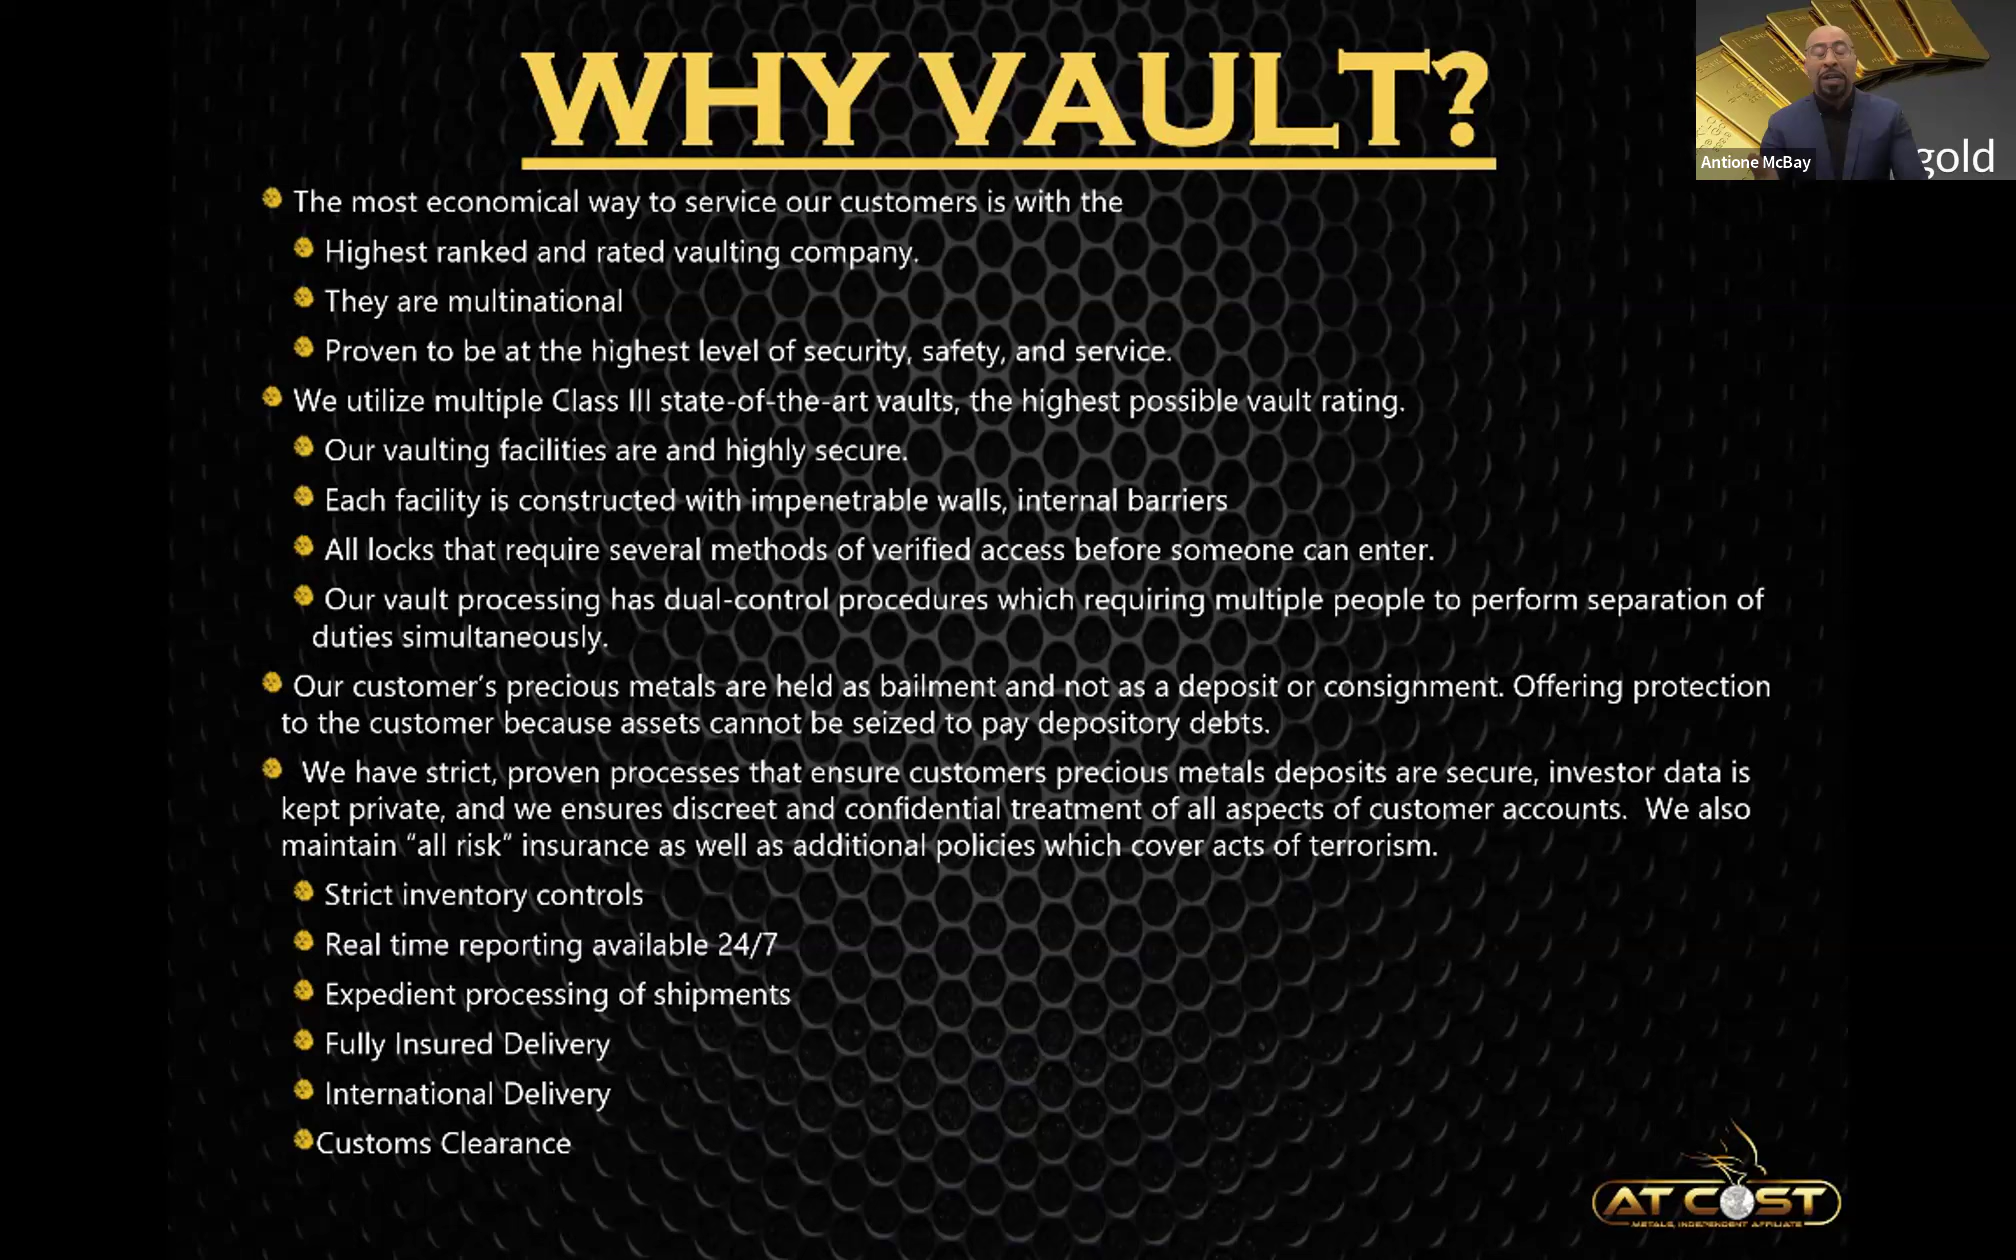 WHY VAULT?
gold
Antione McBay
The most economical way to service our customers is with the
Highest ranked and rated vaulting company.
They are multinational
Proven to be at the highest level of security, safety, and service.
We utilize multiple Class III state-of-the-art vaults, the highest possible vault rating.
Our vaulting facilities are and highly secure.
Each facility is constructed with impenetrable walls, internal barriers
All locks that require several methods of verified access before someone can enter.
Our vault processing has dual-control procedures which requiring multiple people to perform separation of
duties simultaneously.
Our customer's precious metals are held as bailment and not as a deposit or consignment. Offering protection
to the customer because assets cannot be seized to pay depository debts.
We have strict, proven processes that ensure customers precious metals deposits are secure, investor data is
kept private, and we ensures discreet and confidential treatment of all aspects of customer accounts.  We also
maintain “all risk” insurance as well as additional policies which cover acts of terrorism.
Strict inventory controls
Real time reporting available 24/7
Expedient processing of shipments
Fully Insured Delivery
International Delivery
Customs Clearance
AT COST
METALS, INDEPENDENT AFFILIATE